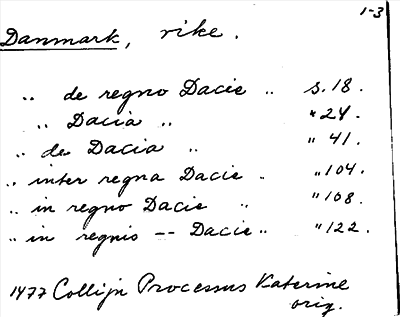 1-3
Danmark, rike.
„ de regno Dacie „ s. 18.
„ Dacia „ " 24.
„ de Dacia „ " 41.
„ inter regna Dacie „ " 104.
„ in regno Dacie „ " 108.
„ in regnis -- Dacie „ " 122.
1477 Collijn Processus Katerine
orig.